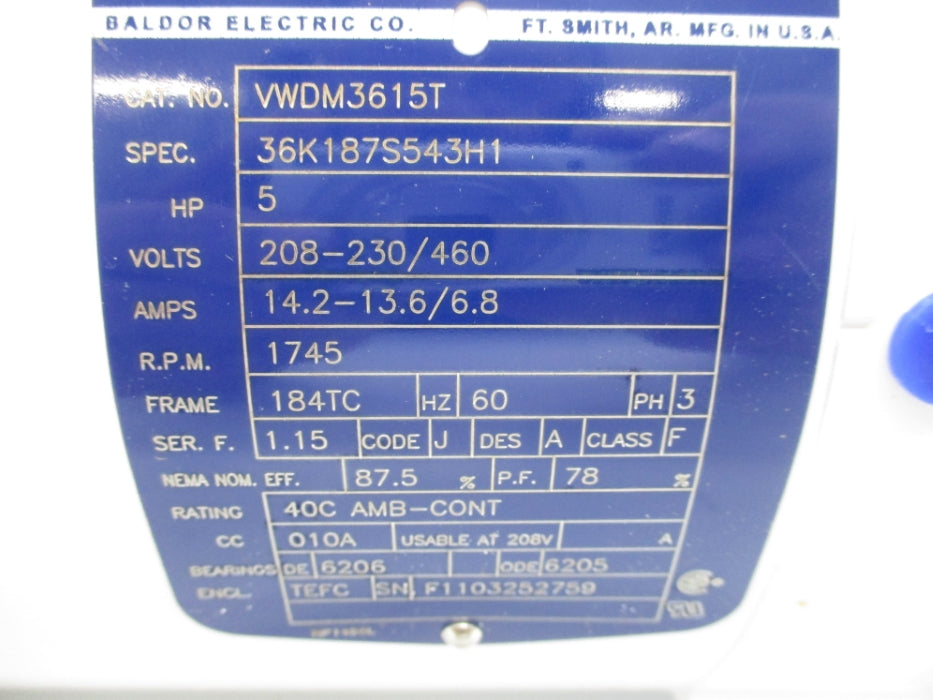 BALDOR ELECTRIC CO. FT. SMITH, AR. MFG. IN U.S.A.
CAT. NO. VWDM3615T
SPEC. 36K187S543H1
HP 5
VOLTS 208-230/460
AMPS 14.2-13.6/6.8
R.P.M. 1745
FRAME 184TC HZ 60 PH 3
SER. F. 1.15 CODE J DES A CLASS F
NEMA NOM. EFF. 87.5 % P.F. 78 %
RATING 40C AMB-CONT
CC 010A USABLE AT 208V A
BEARINGS DE 6206 ODE 6205
ENCL. TEFC SN F1103252759